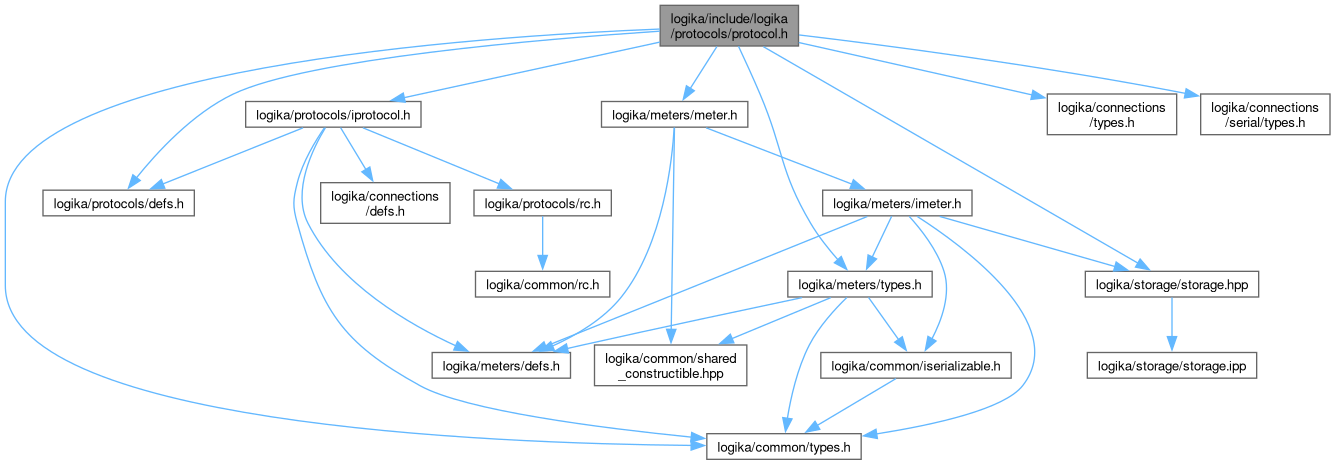 logika/include/logika
/protocols/protocol.h
logika/protocols/iprotocol.h
logika/meters/meter.h
logika/connections
/types.h
logika/connections
/serial/types.h
logika/protocols/defs.h
logika/connections
/defs.h
logika/protocols/rc.h
logika/meters/imeter.h
logika/common/rc.h
logika/meters/types.h
logika/storage/storage.hpp
logika/meters/defs.h
logika/common/shared
_constructible.hpp
logika/common/iserializable.h
logika/storage/storage.ipp
logika/common/types.h